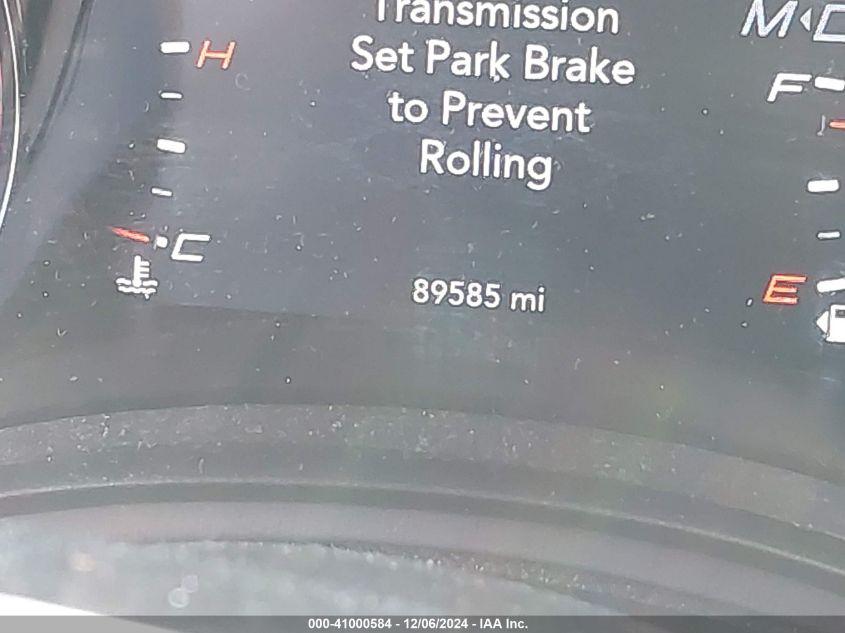 Transmission
Set Park Brake
to Prevent
Rolling
H
C
M
F
E
89585 mi
000-41000584 - 12/06/2024 - IAA Inc.